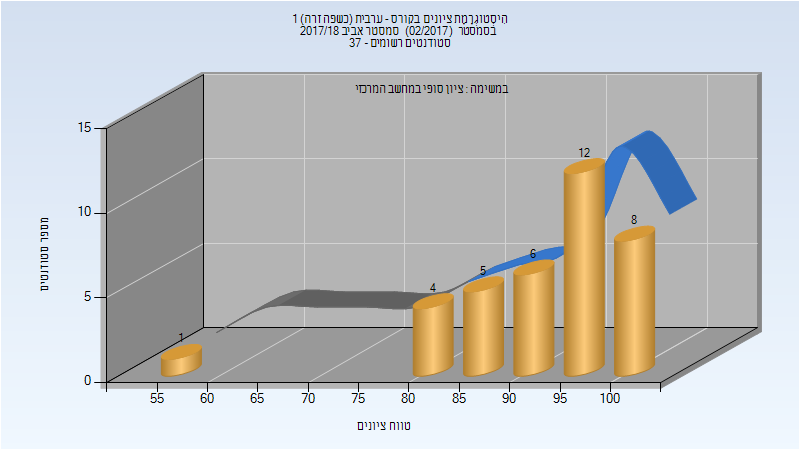 היסטוגרמת ציונים בקורס - ערבית (כשפה זרה) 1
בסמסטר (02/2017) סמסטר אביב 2017/18
סטודנטים רשומים - 37
במשימה : ציון סופי במחשב המרכזי
מספר סטודנטים
15
10
5
0
1
4
5
6
12
8
55 60 65 70 75 80 85 90 95 100
טווח ציונים